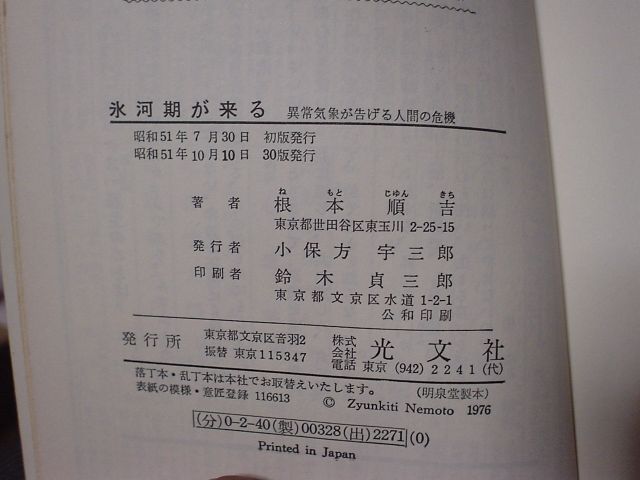 氷河期が来る 異常気象が告げる人間の危機
昭和51年 7 月30日 初版発行
昭和51年 10月10日 30版発行
ね もと じゅん きち
著者 根本順吉
東京都世田谷区東玉川 2-25-15
発行者 小保方宇三郎
印刷者 鈴木貞三郎
東京都文京区水道1-2-1
公和印刷
発行所 東京都文京区音羽2 株式会社 光文社
振替 東京115347 電話 東京 (942) 2 2 4 1 (代)
落丁本・乱丁本は本社でお取替えいたします。 (明泉堂製本)
表紙の模様・意匠登録 116613
© Zyunkiti Nemoto 1976
(分)0-2-40(製)00328(出)2271(0)
Printed in Japan